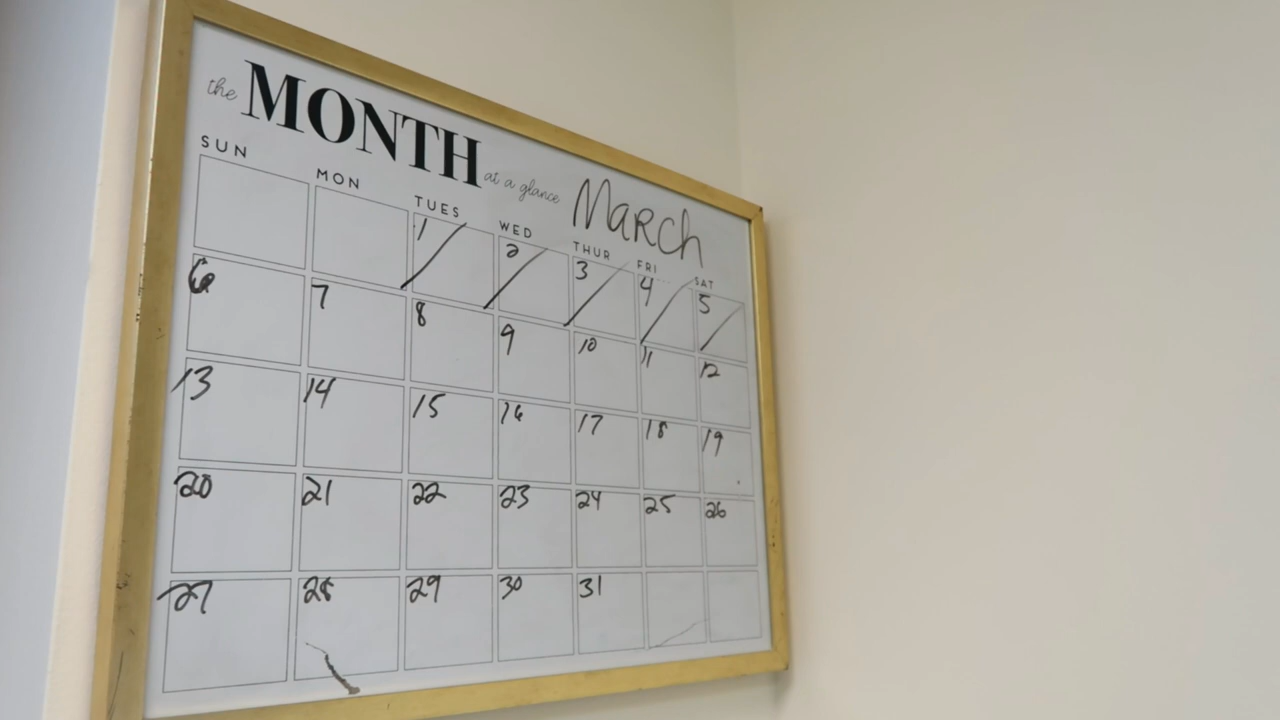 the MONTH at a glance March
SUN MON TUES WED THUR FRI SAT
1 2 3 4 5
6 7 8 9 10 11 12
13 14 15 16 17 18 19
20 21 22 23 24 25 26
27 28 29 30 31